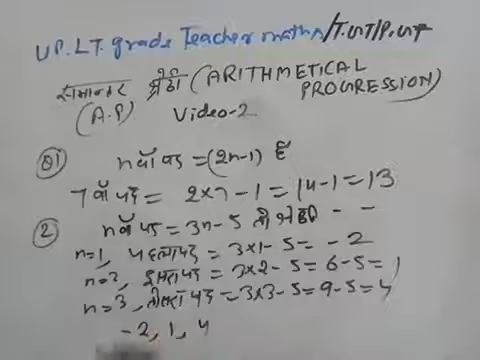 UP.LT.grade Teacher maths/T.GT/P.GT
समान्तर श्रेढ़ी (ARITHMETICAL
PROGRESSION)
(A.P) Video-2
Q1 nवाँ पद = (2n-1) है
7 वाँ पद = 2×7-1 = 14-1 = 13
2 nवाँ पद = 3n-5 तो श्रेढ़ी - -
n=1, पहला पद = 3×1-5 = -2
n=2, दूसरा पद = 3×2-5 = 6-5 = 1
n=3, तीसरा पद = 3×3-5 = 9-5 = 4
-2, 1, 4